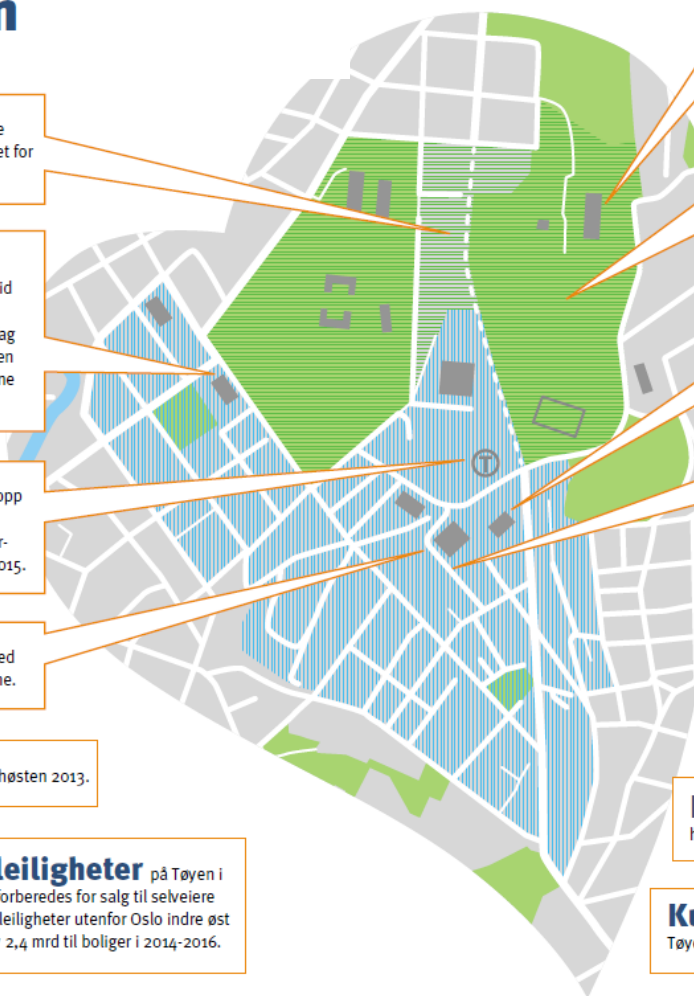 n
e
et for
id
ag
en
ne
opp
r-
015.
ed
ne.
høsten 2013.
leiligheter på Tøyen i
forberedes for salg til selveiere
leiligheter utenfor Oslo indre øst
2,4 mrd til boliger i 2014-2016.
T
h
Ku
Tøye